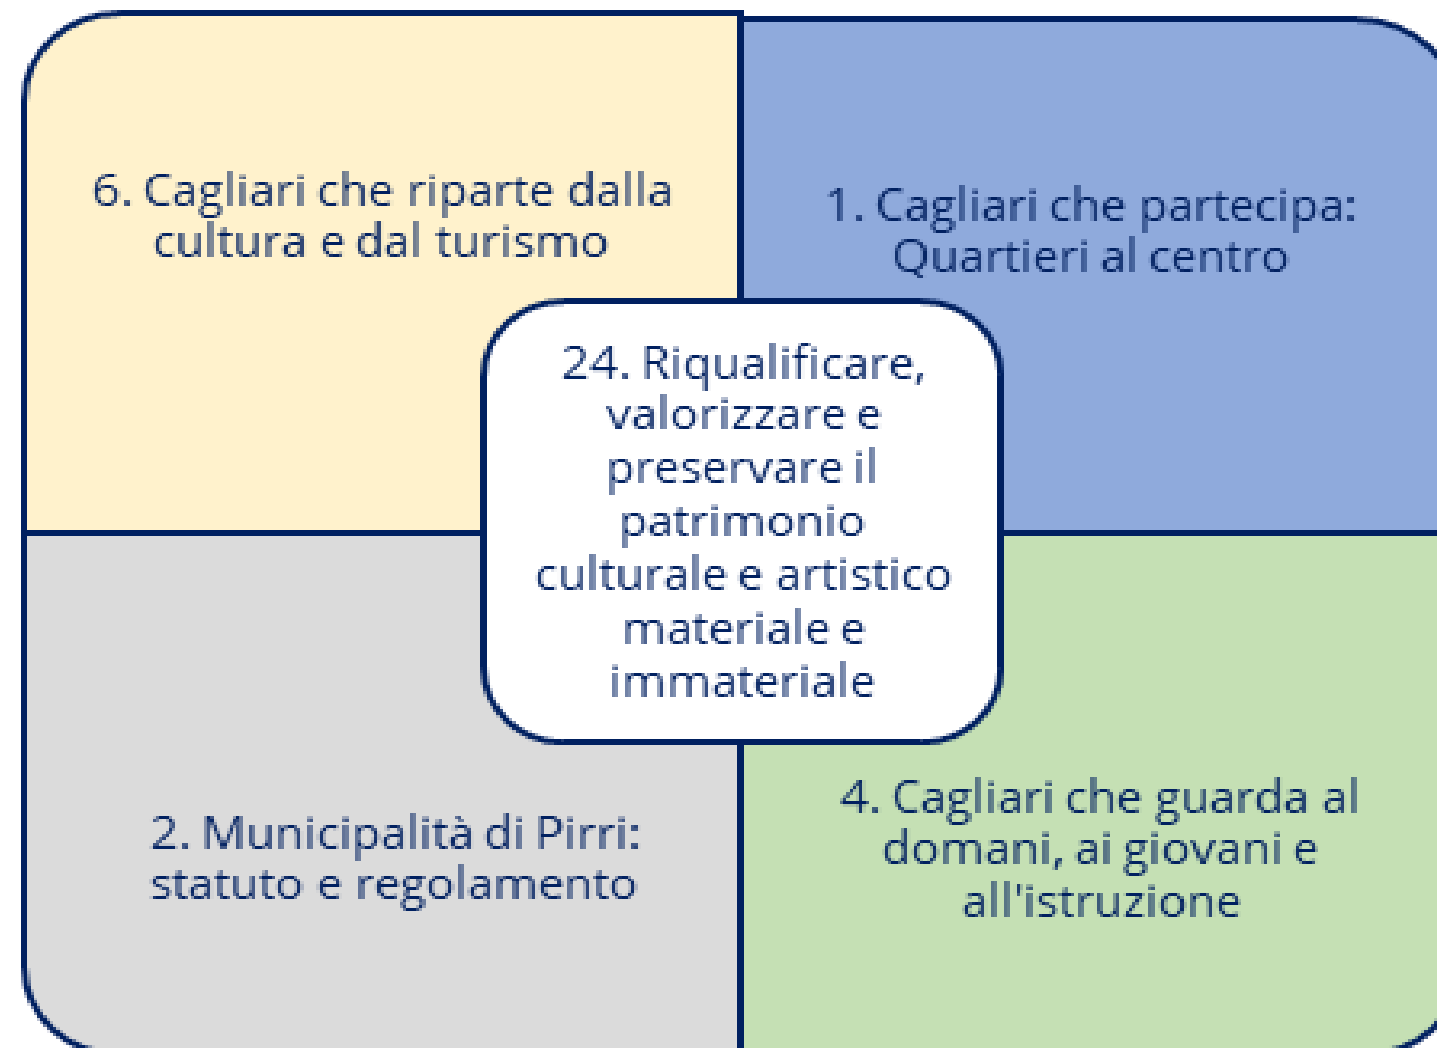 6. Cagliari che riparte dalla
cultura e dal turismo
1. Cagliari che partecipa:
Quartieri al centro
24. Riqualificare,
valorizzare e
preservare il
patrimonio
culturale e artistico
materiale e
immateriale
2. Municipalità di Pirri:
statuto e regolamento
4. Cagliari che guarda al
domani, ai giovani e
all'istruzione